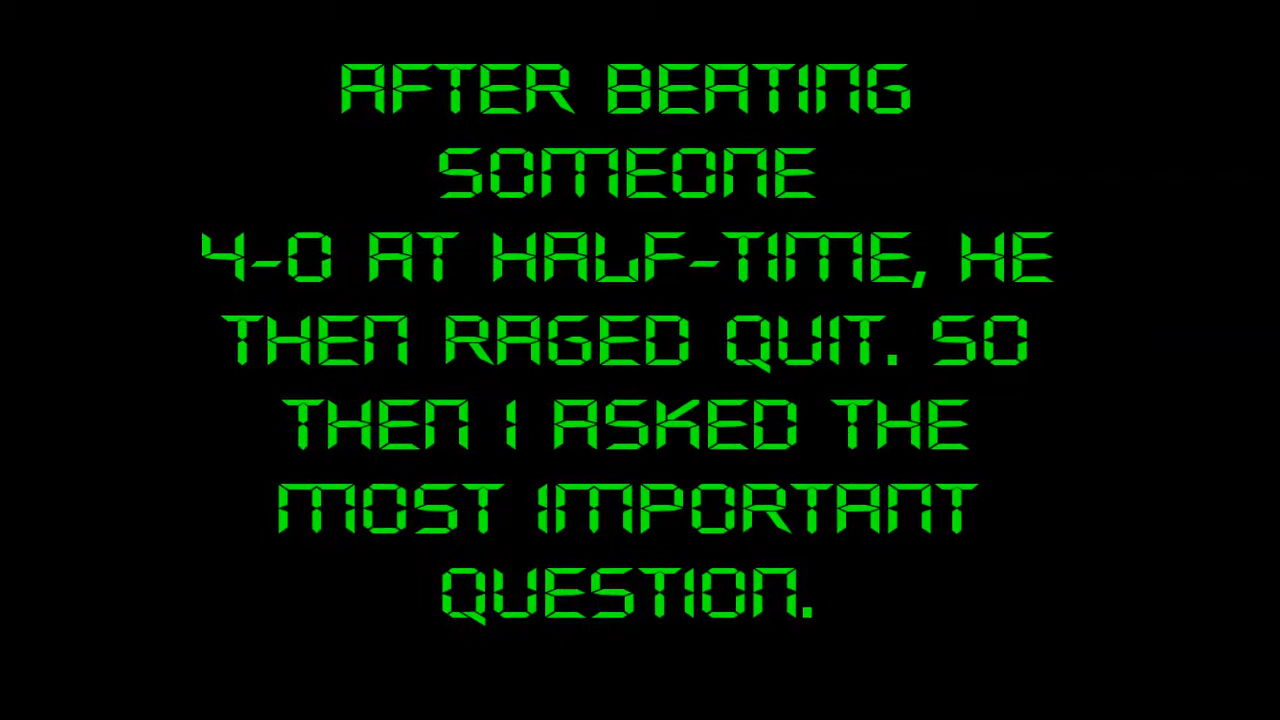 AFTER BEATING
SOMEONE
4-0 AT HALF-TIME, HE
THEN RAGED QUIT. SO
THEN I ASKED THE
MOST IMPORTANT
QUESTION.